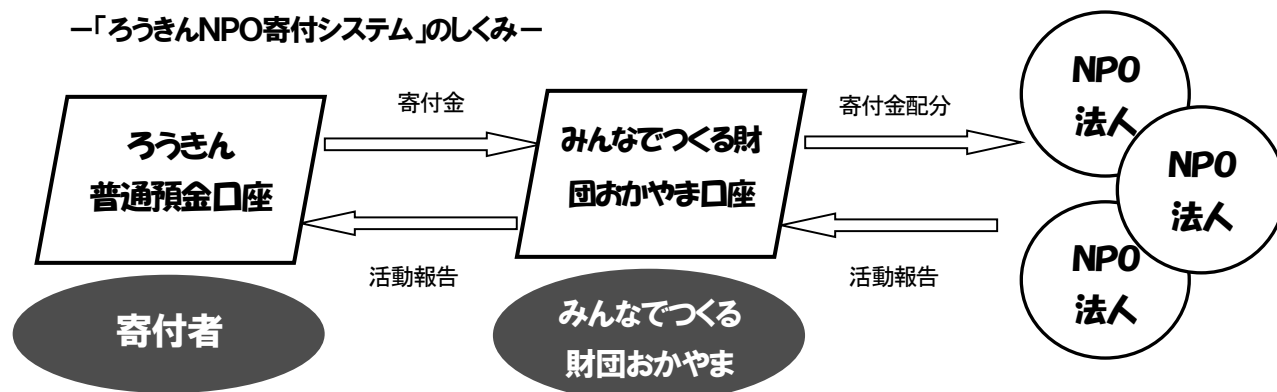 －「ろうきんNPO寄付システム」のしくみ－
ろうきん
普通預金口座
寄付金
活動報告
みんなでつくる財
団おかやま口座
寄付金配分
活動報告
NPO
法人
NPO
法人
NPO
法人
寄付者
みんなでつくる
財団おかやま